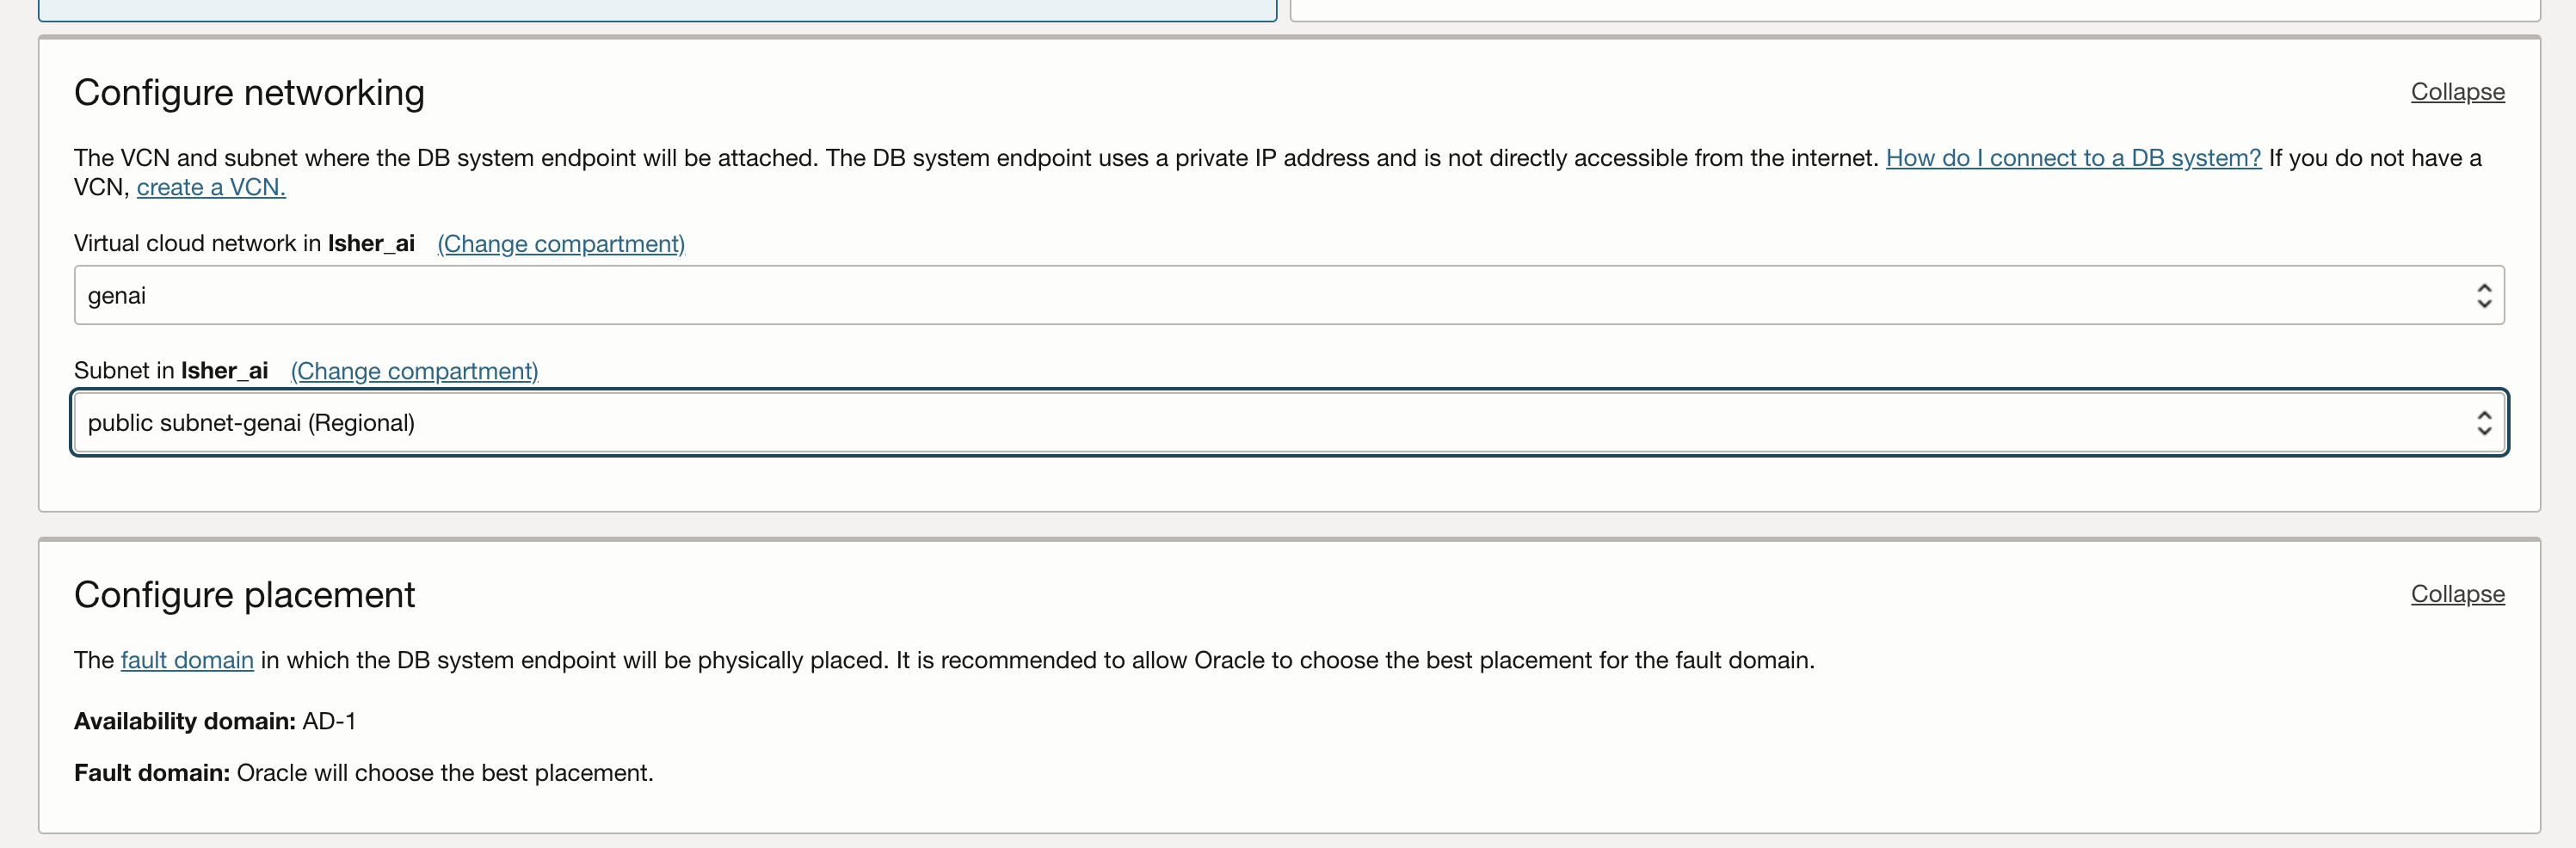 Configure networking
Collapse
The VCN and subnet where the DB system endpoint will be attached. The DB system endpoint uses a private IP address and is not directly accessible from the internet. How do I connect to a DB system? If you do not have a
VCN, create a VCN.
Virtual cloud network in lsher_ai (Change compartment)
genai
Subnet in lsher_ai (Change compartment)
public subnet-genai (Regional)
Configure placement
Collapse
The fault domain in which the DB system endpoint will be physically placed. It is recommended to allow Oracle to choose the best placement for the fault domain.
Availability domain: AD-1
Fault domain: Oracle will choose the best placement.